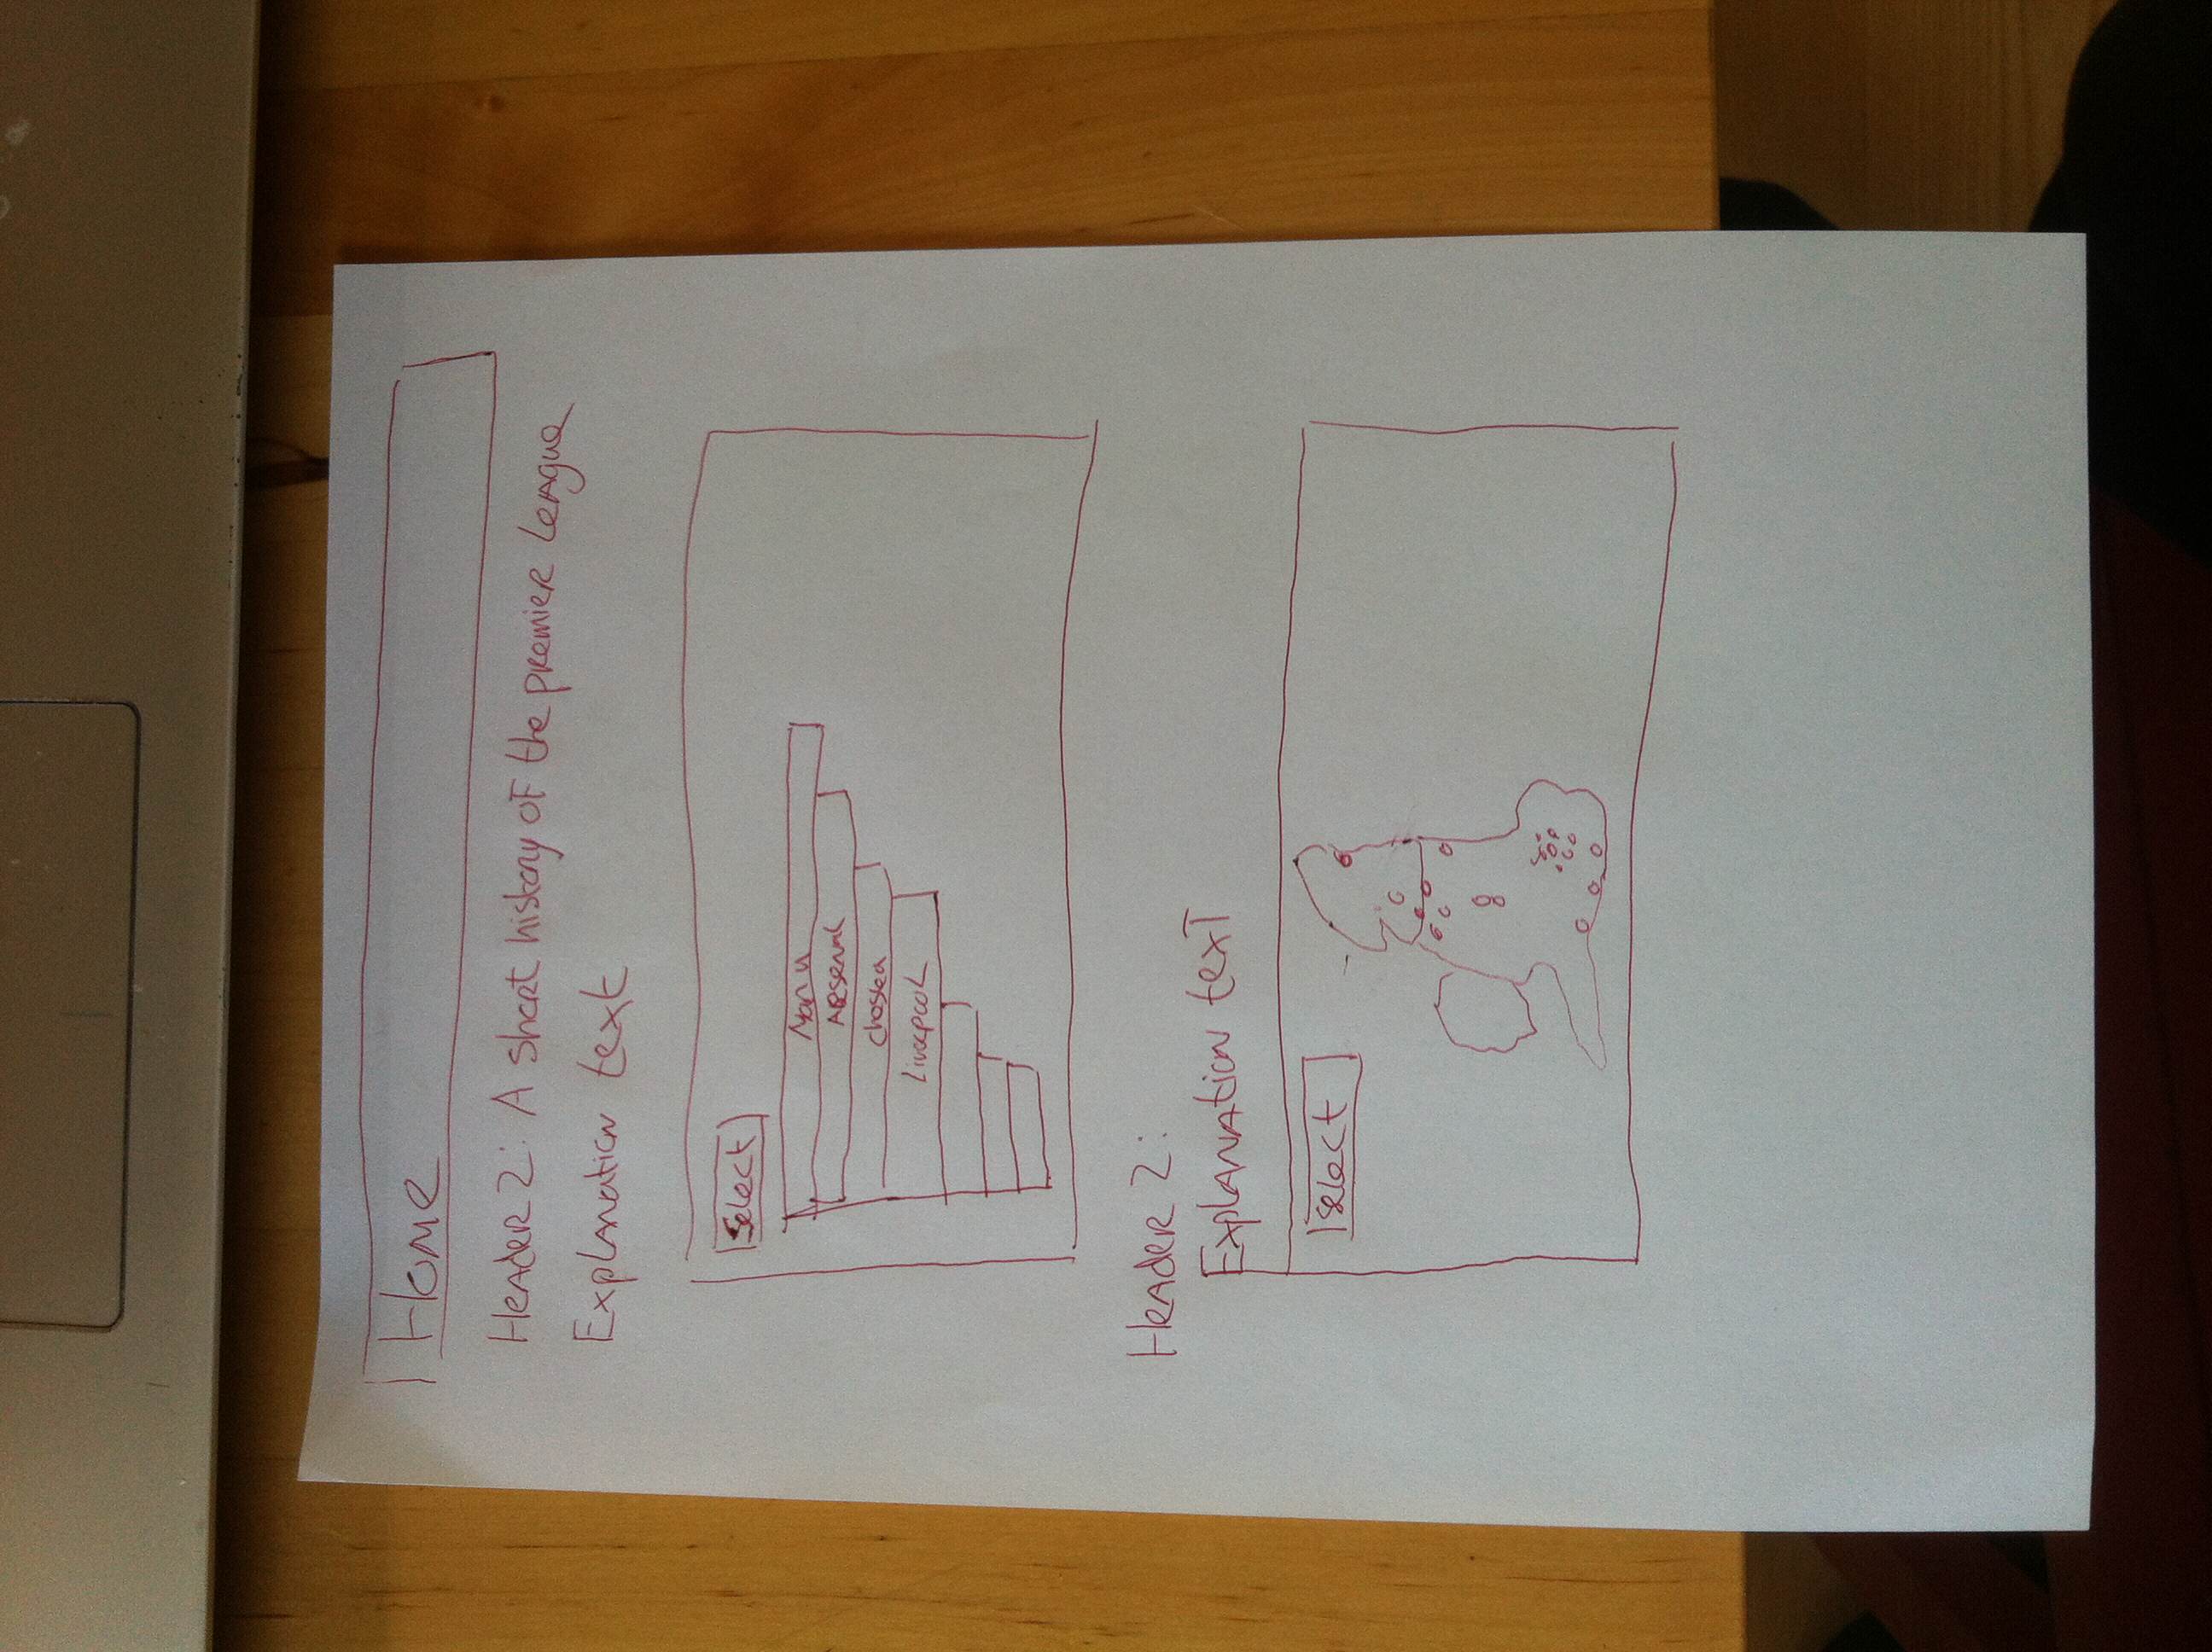 Home
Header 2: A short history of the premier League
Explanation text
Select
Man U
Arsenal
Chelsea
Liverpool
Header 2:
Explanation text
select